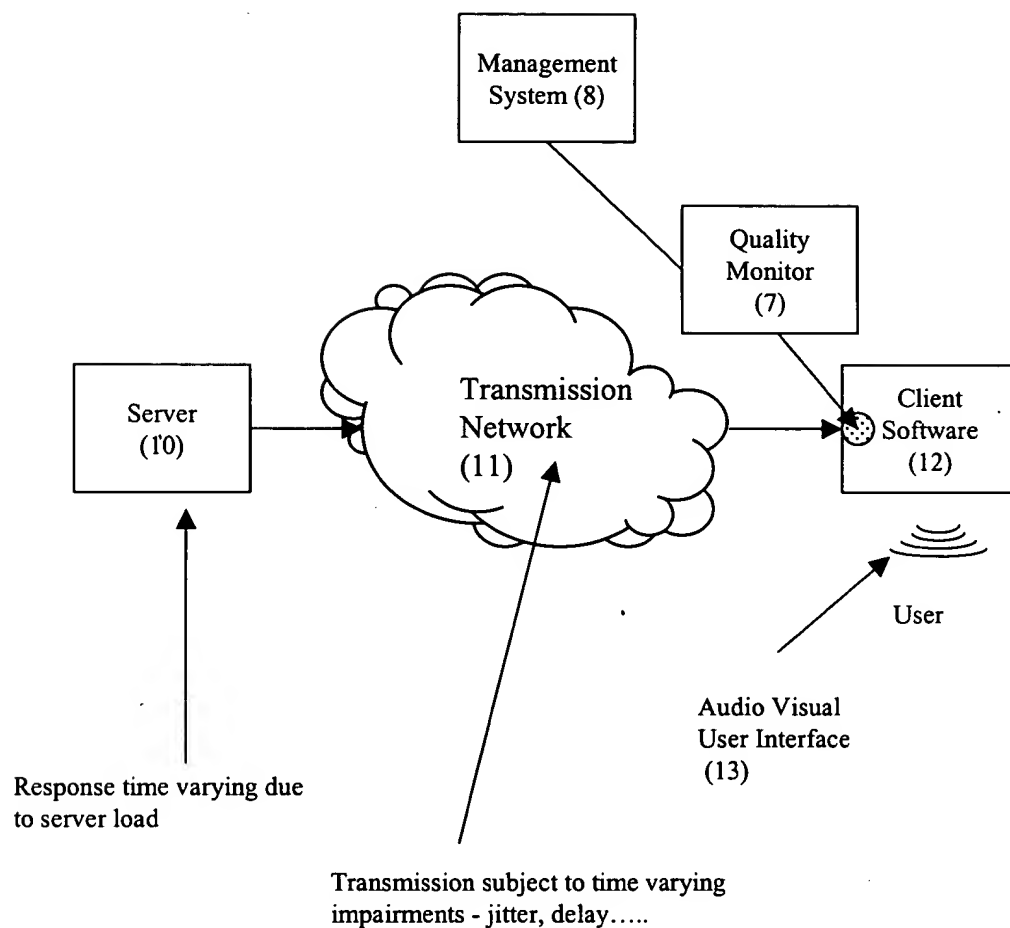 Management
System (8)
Quality
Monitor
(7)
Server
(10)
Transmission
Network
(11)
Client
Software
(12)
User
Audio Visual
User Interface
(13)
Response time varying due
to server load
Transmission subject to time varying
impairments - jitter, delay.....